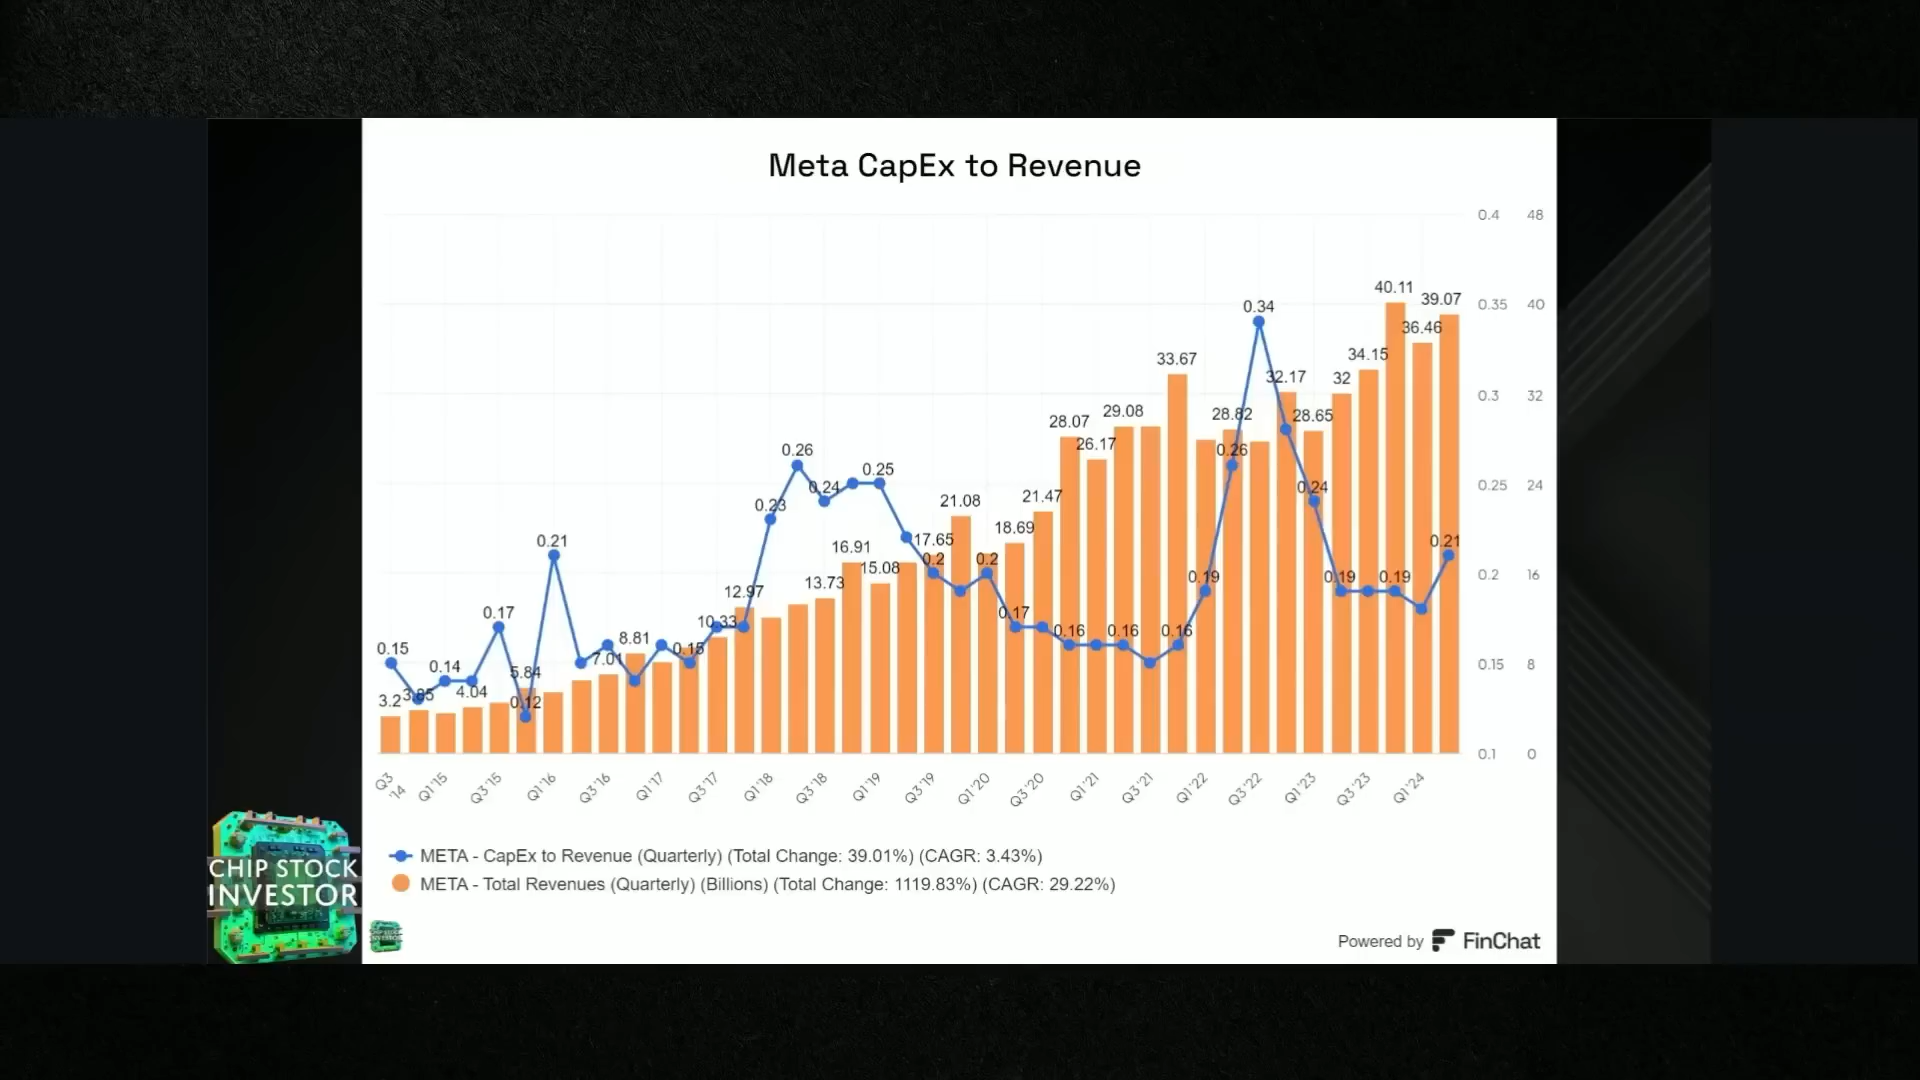 Meta CapEx to Revenue
0.4 48
40.11
39.07
0.34
0.35 40
36.46
33.67
34.15
32.17
32
0.3 32
28.07
29.08
28.82
28.65
26.17
0.26
0.26
0.25
0.24
0.24
0.25 24
21.08
21.47
0.23
18.69
0.21
17.65
0.21
16.91
0.2
0.2
15.08
0.19
0.19
0.19
0.2 16
13.73
12.97
0.17
0.17
10.33
8.81
0.16
0.16
0.16
0.15
0.15
7.01
0.14
5.84
0.15 8
4.04
3.2
3.85
0.12
0.1 0
Q3 '14
Q1 '15
Q3 '15
Q1 '16
Q3 '16
Q1 '17
Q3 '17
Q1 '18
Q3 '18
Q1 '19
Q3 '19
Q1 '20
Q3 '20
Q1 '21
Q3 '21
Q1 '22
Q3 '22
Q1 '23
Q3 '23
Q1 '24
META - CapEx to Revenue (Quarterly) (Total Change: 39.01%) (CAGR: 3.43%)
META - Total Revenues (Quarterly) (Billions) (Total Change: 1119.83%) (CAGR: 29.22%)
CHIP STOCK
INVESTOR
Powered by FinChat